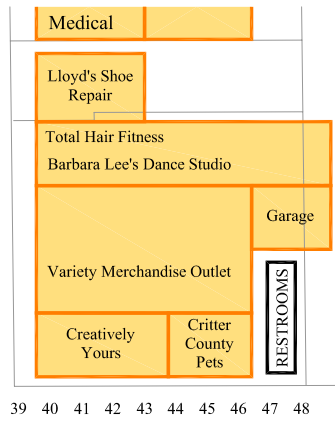 Medical
Lloyd's Shoe
Repair
Total Hair Fitness
Barbara Lee's Dance Studio
Garage
Variety Merchandise Outlet
RESTROOMS
Creatively
Yours
Critter
County
Pets
39 40 41 42 43 44 45 46 47 48